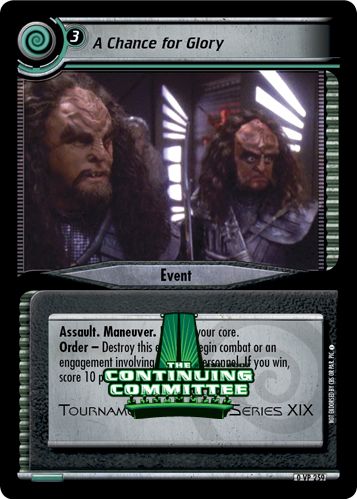 3
A Chance for Glory
Event
Assault. Maneuver. your core.
Order – Destroy this begin combat or an
engagement involving personnel. If you win,
score 10
THE
CONTINUING
COMMITTEE
Series XIX
NOT ENDORSED BY CBS OR PAR. PIC.
0 VP 259